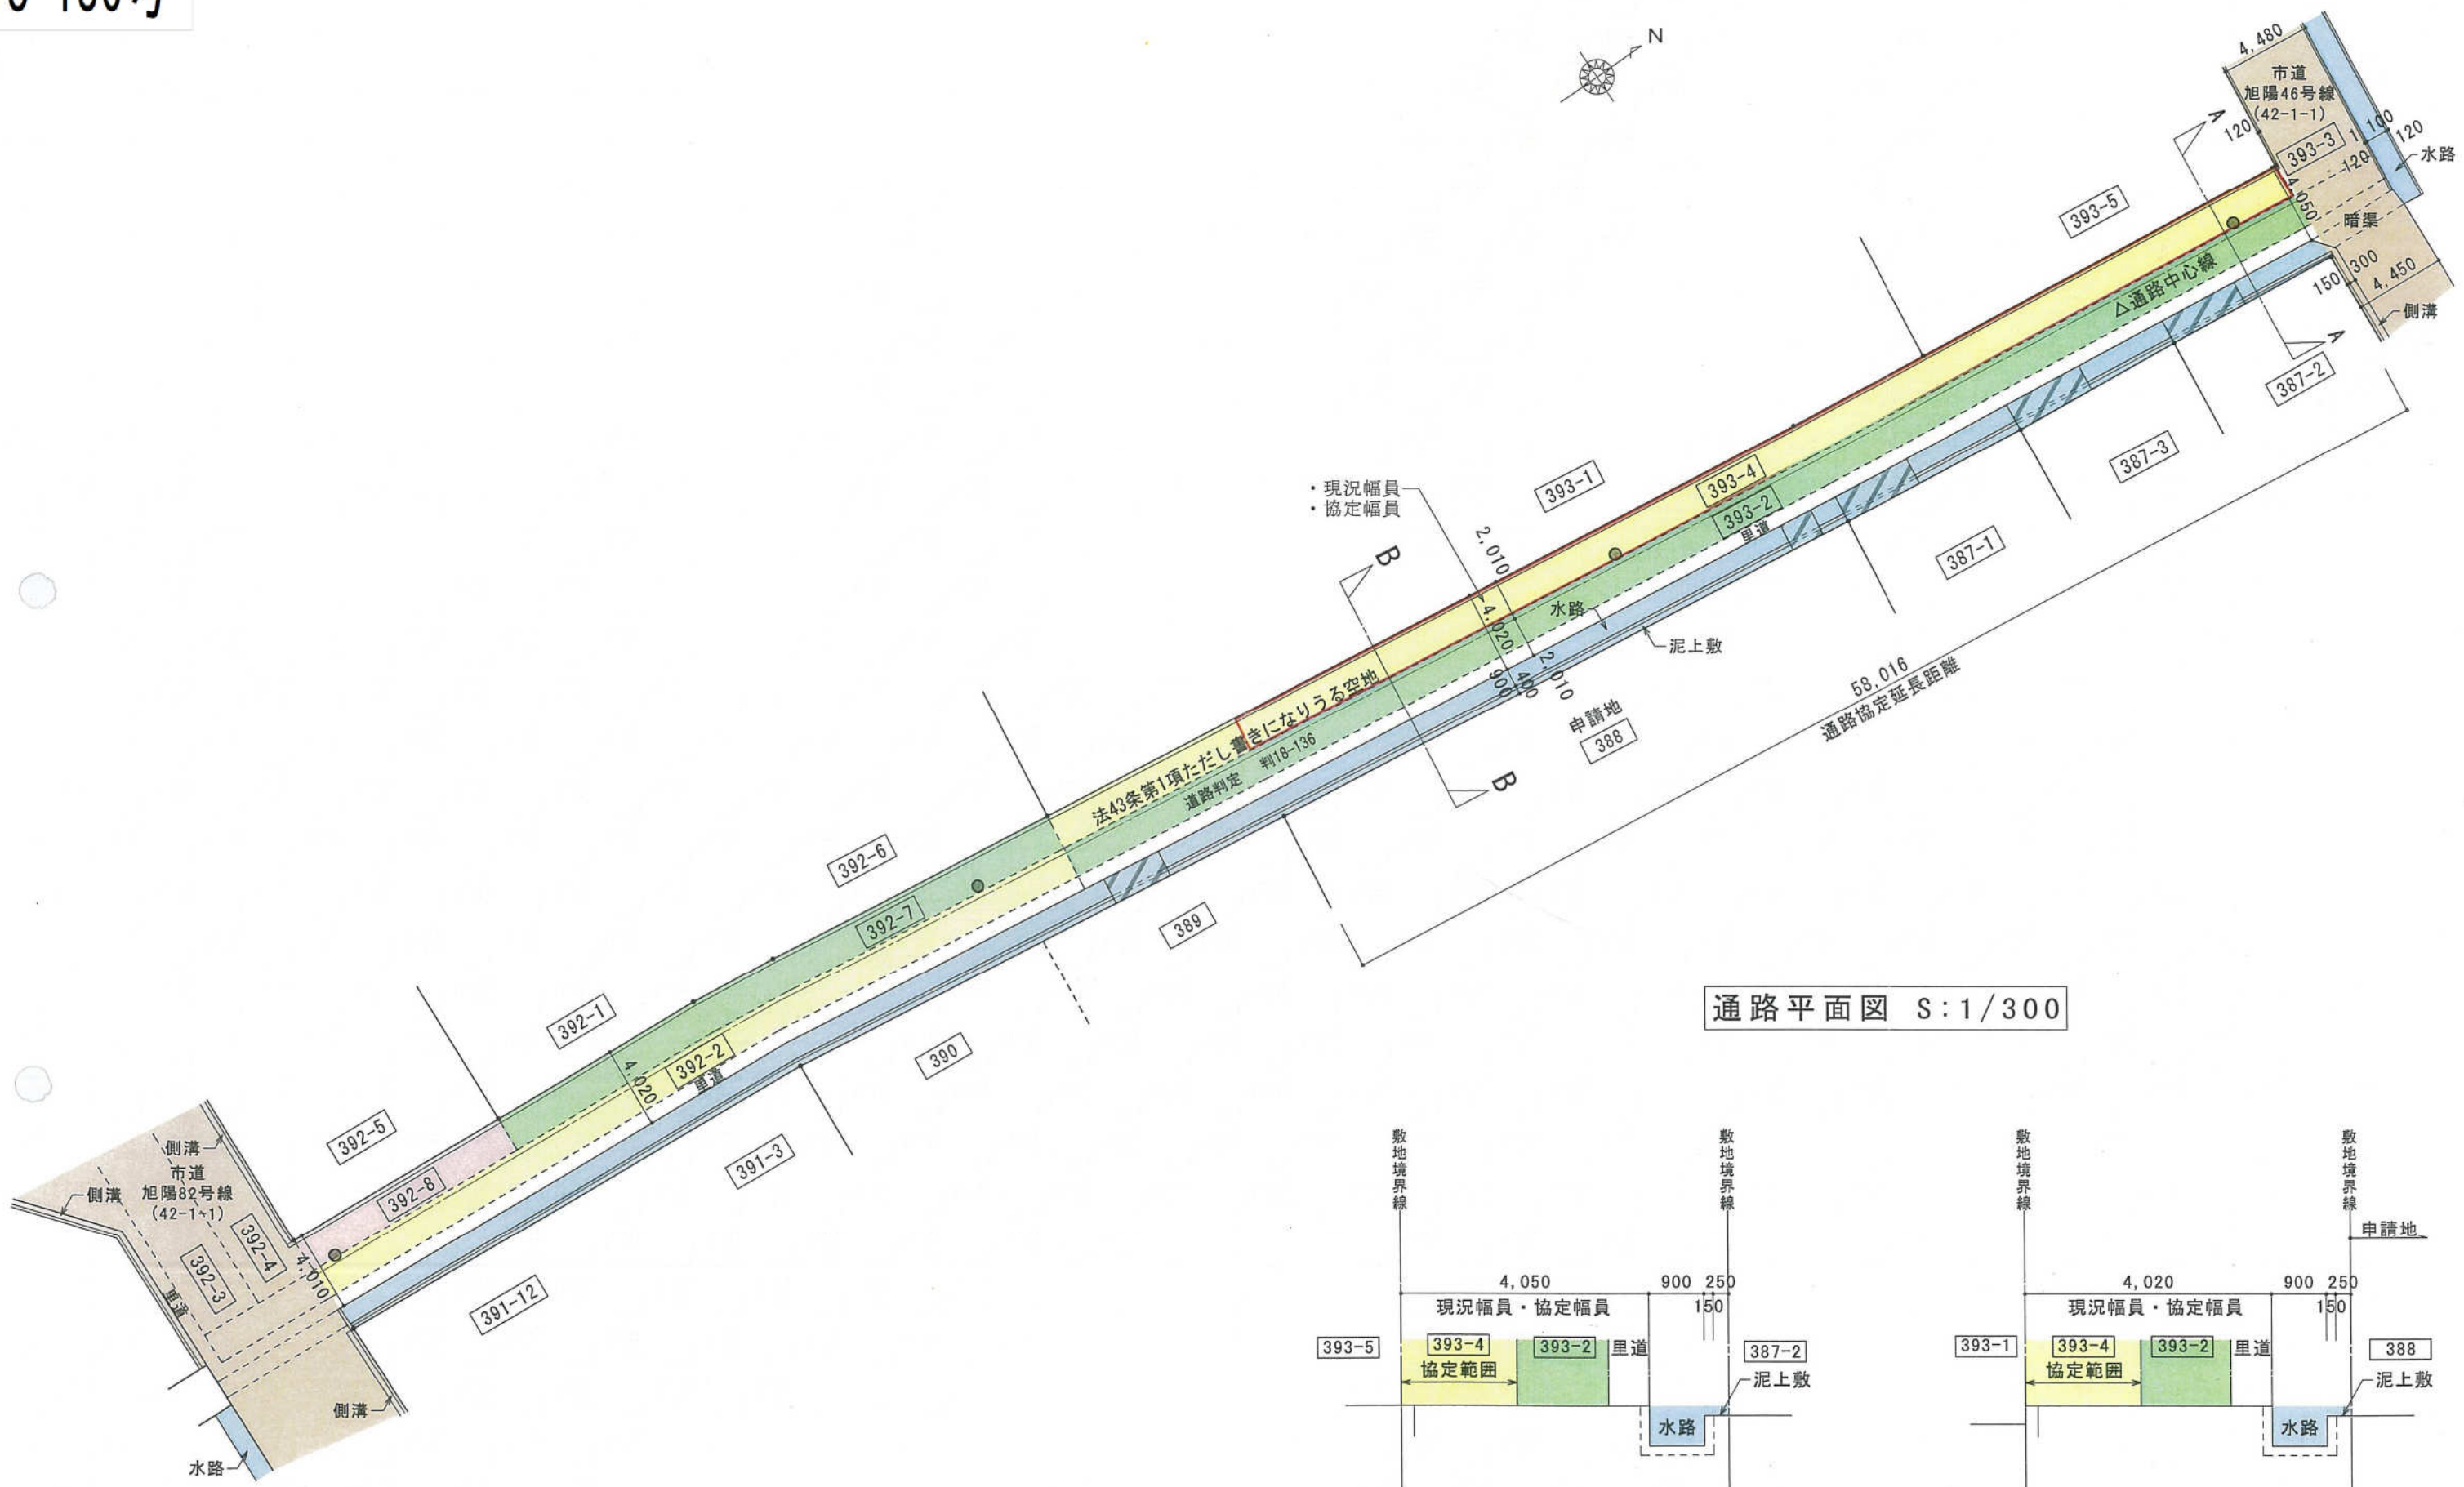 N
4,480
市道
旭陽46号線
(42-1-1)
120
393-3
1,100
120
120
水路
4,050
暗渠
A
393-5
△通路中心線
150
300
4,450
側溝
A
387-2
387-3
・現況幅員
・協定幅員
393-1
393-4
393-2
里道
387-1
2,010
B
4,020
水路
泥上敷
900
400
2,010
申請地
388
58,016
通路協定延長距離
法43条第1項ただし書きになりうる空地
道路判定 判18-136
B
392-6
392-7
389
392-1
392-2
里道
4,020
390
通路平面図 S:1/300
392-5
391-3
392-8
側溝
市道
旭陽82号線
(42-1-1)
側溝
392-4
392-3
里道
4,010
391-12
側溝
水路
敷地境界線
敷地境界線
4,050
900
250
現況幅員・協定幅員
150
393-5
393-4
393-2
里道
387-2
協定範囲
泥上敷
水路
敷地境界線
敷地境界線
申請地
4,020
900
250
現況幅員・協定幅員
150
393-1
393-4
393-2
里道
388
協定範囲
泥上敷
水路